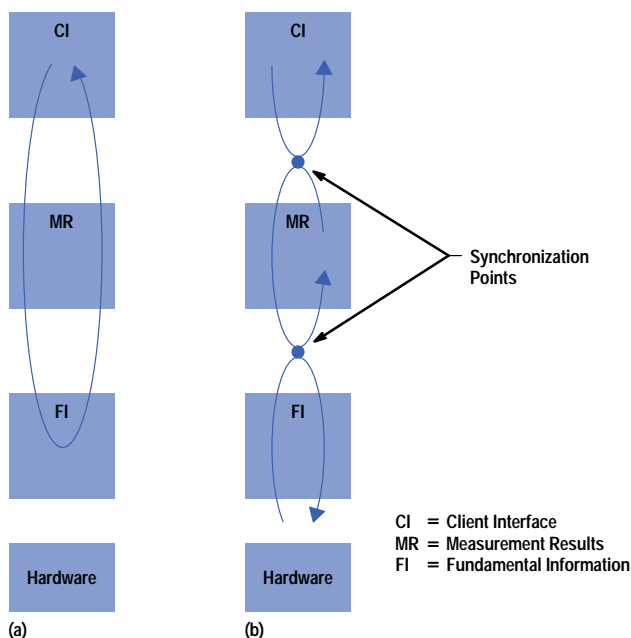 CI
CI
MR
MR
Synchronization
Points
FI
FI
CI = Client Interface
MR = Measurement Results
FI = Fundamental Information
Hardware
Hardware
(a)
(b)